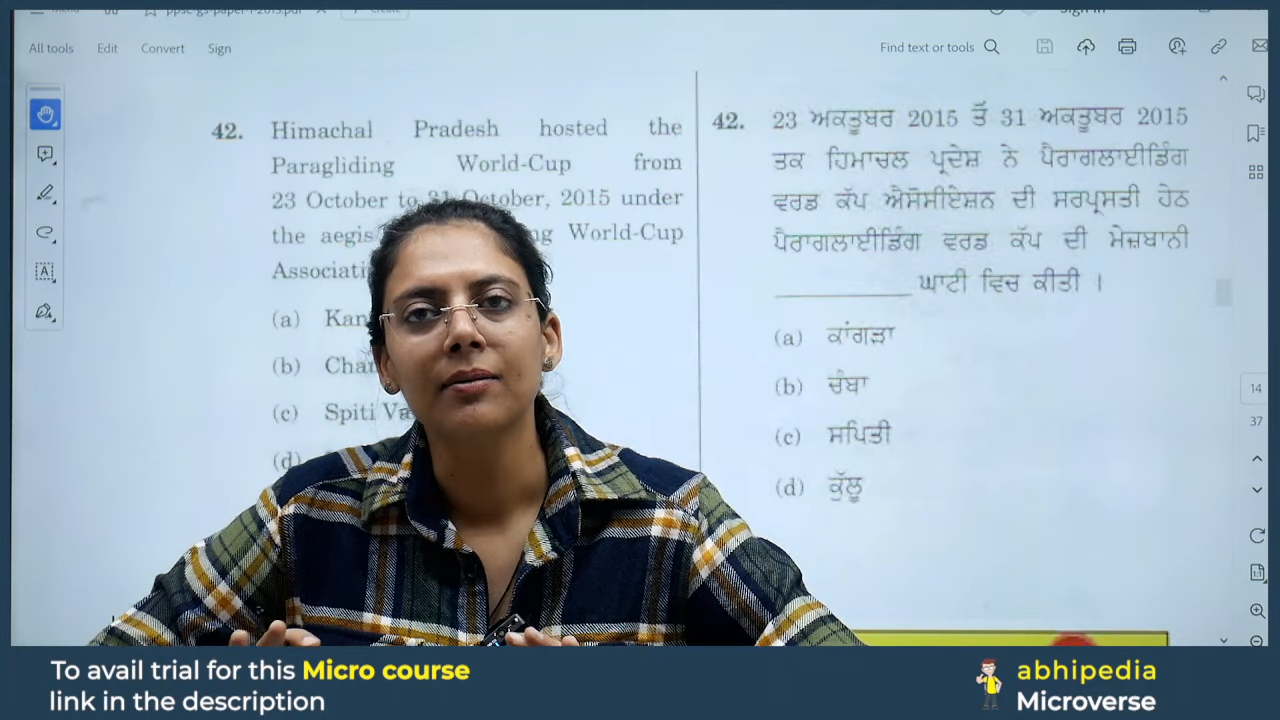 All tools
Edit
Convert
Sign
Find text or tools
42. Himachal Pradesh hosted the
Paragliding World-Cup from
23 October to 31 October, 2015 under
the aegis World-Cup
(a)
(b)
(c) Spiti
(d)
42. 23 ਅਕਤੂਬਰ 2015 ਤੋਂ 31 ਅਕਤੂਬਰ 2015
ਤਕ ਹਿਮਾਚਲ ਪ੍ਰਦੇਸ਼ ਨੇ ਪੈਰਾਗਲਾਈਡਿੰਗ
ਵਰਡ ਕੱਪ ਐਸੋਸੀਏਸ਼ਨ ਦੀ ਸਰਪ੍ਰਸਤੀ ਹੇਠ
ਪੈਰਾਗਲਾਈਡਿੰਗ ਵਰਡ ਕੱਪ ਦੀ ਮੇਜ਼ਬਾਨੀ
____________ ਘਾਟੀ ਵਿਚ ਕੀਤੀ ।
(a) ਕਾਂਗੜਾ
(b) ਚੰਬਾ
(c) ਸਪਿਤੀ
(d) ਕੁੱਲੂ
14
37
To avail trial for this Micro course
link in the description
abhipedia
Microverse